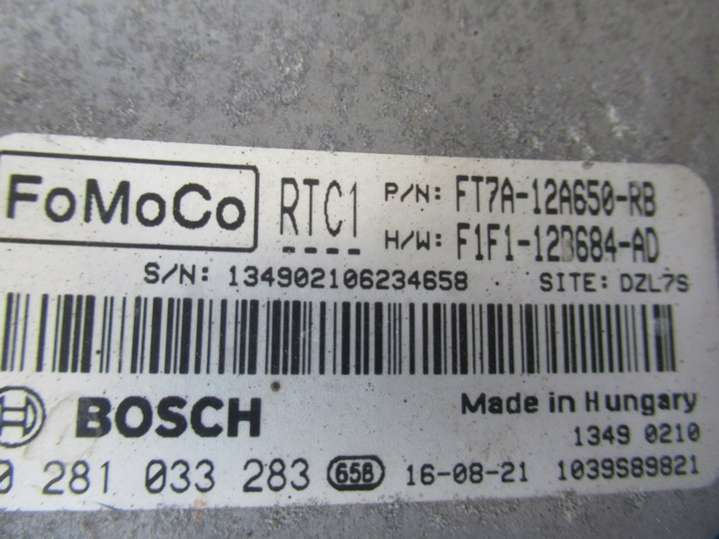 FoMoCo RTC1 P/N: FT7A-12A650-RB
H/W: F1F1-12B684-AD
S/N: 134902106234658 SITE: DZL7S
BOSCH Made in Hungary
1349 0210
0 281 033 283 658 16-08-21 1039S89821